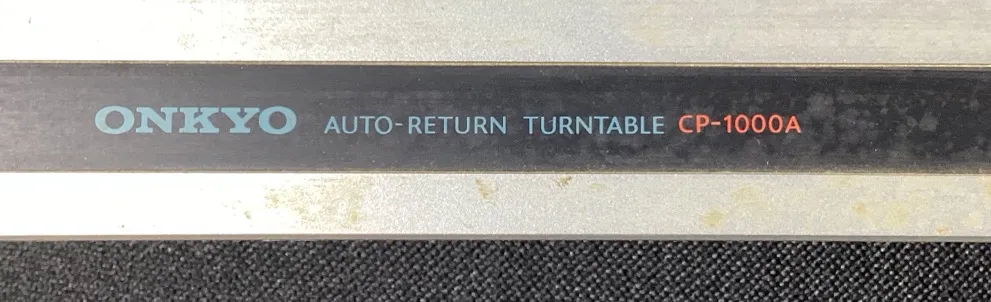 ONKYO AUTO-RETURN TURNTABLE CP-1000A